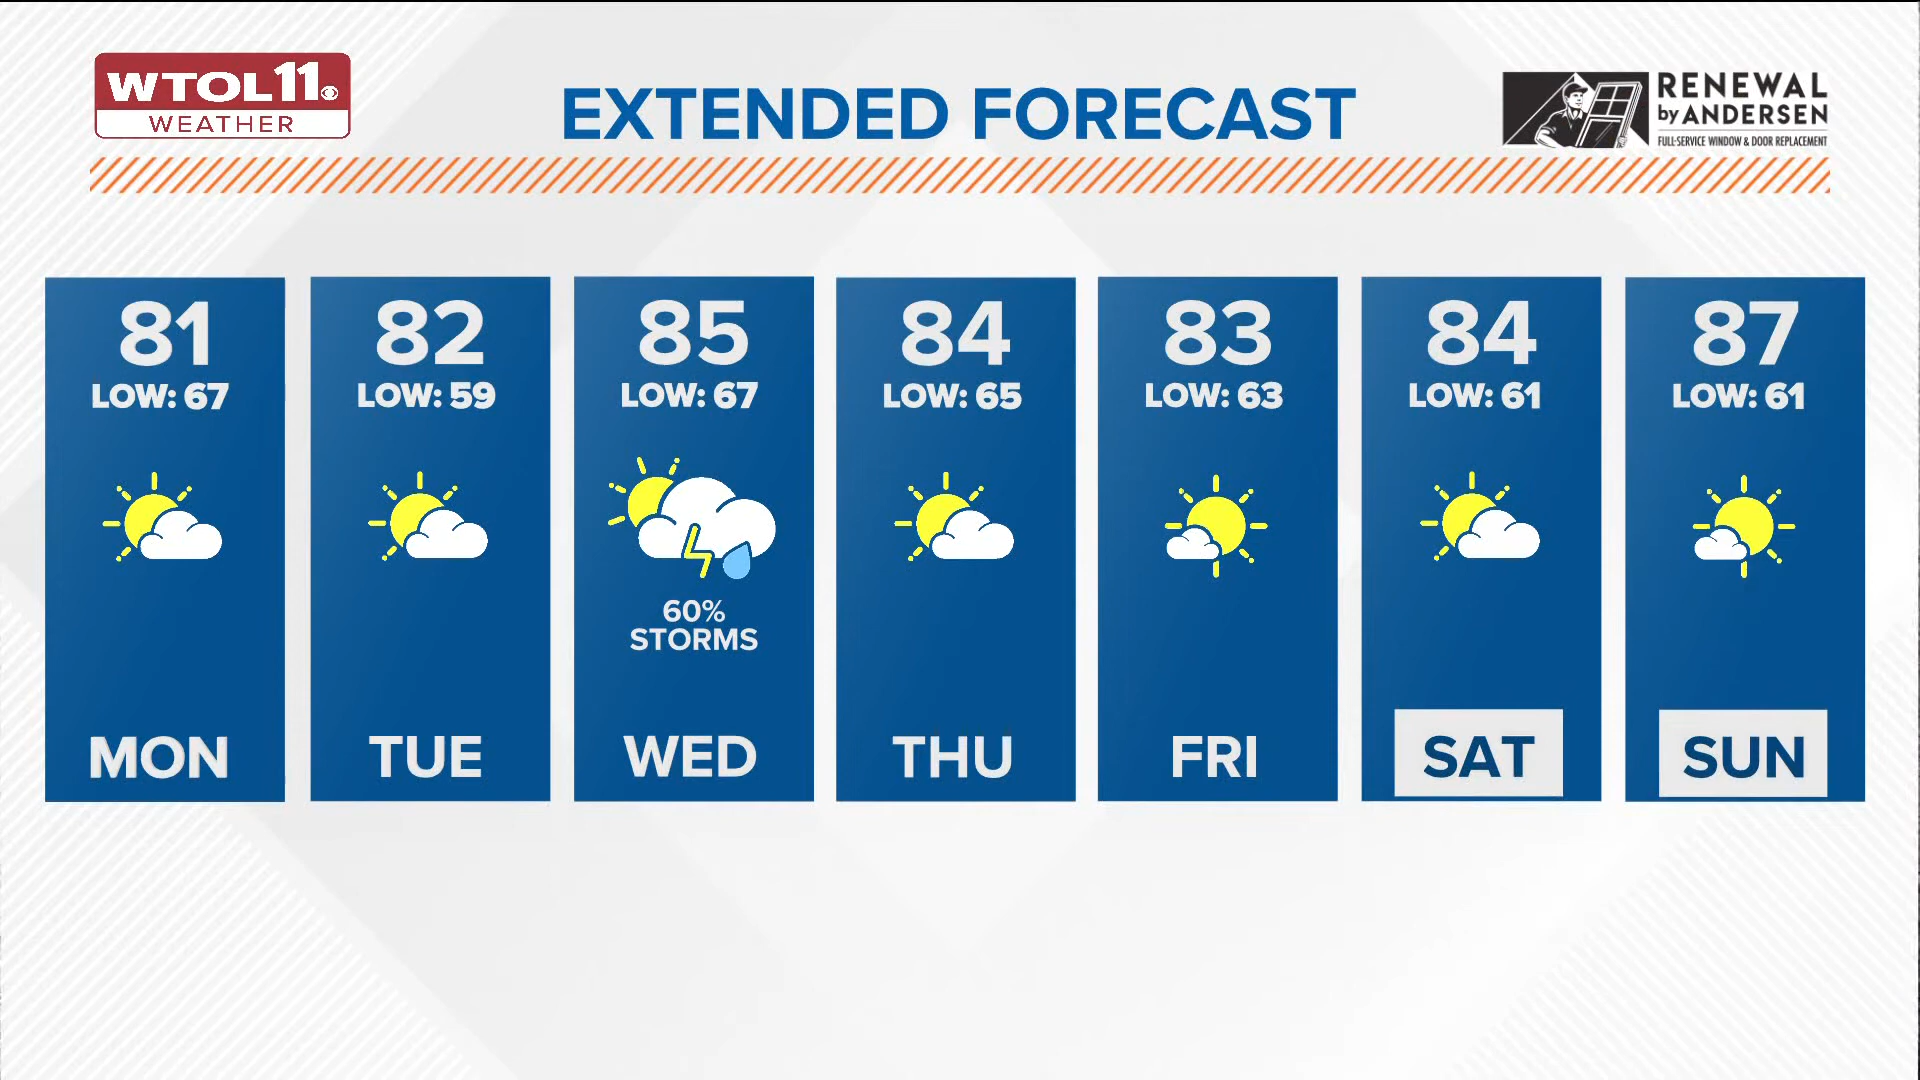 WTOL11
WEATHER
EXTENDED FORECAST
RENEWAL
by ANDERSEN
FULL-SERVICE WINDOW & DOOR REPLACEMENT
81
LOW: 67
MON
82
LOW: 59
TUE
85
LOW: 67
60%
STORMS
WED
84
LOW: 65
THU
83
LOW: 63
FRI
84
LOW: 61
SAT
87
LOW: 61
SUN